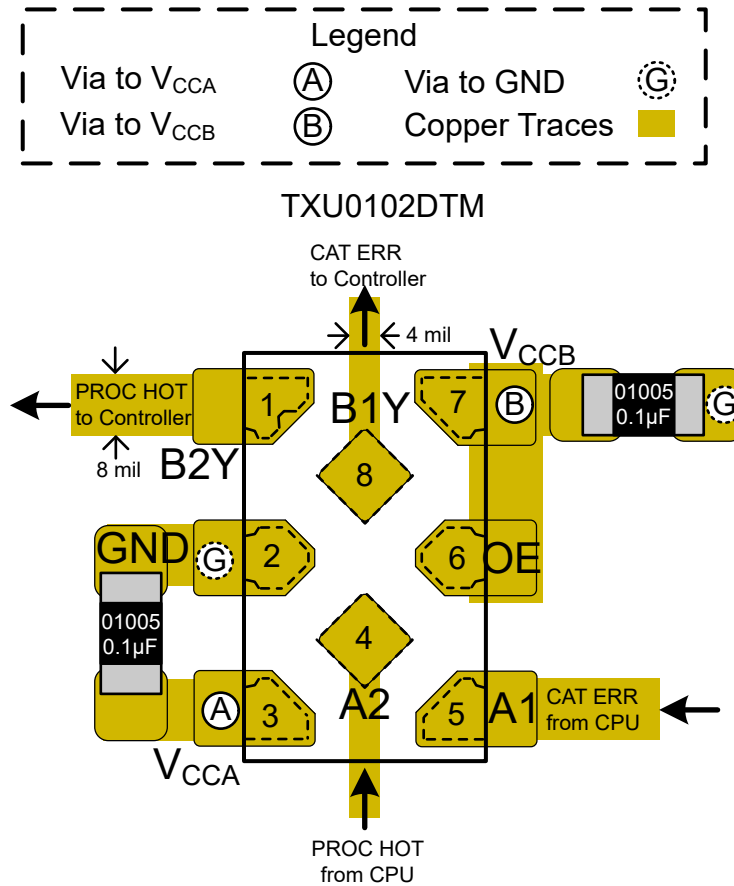 Legend
Via to VCCA A Via to GND G
Via to VCCB B Copper Traces
TXU0102DTM
CAT ERR
to Controller
4 mil
VCCB
PROC HOT
to Controller
8 mil
B2Y
1
B1Y
7
B
01005
0.1µF
G
8
GND
G
2
6
OE
01005
0.1µF
4
A
3
A2
5
A1
CAT ERR
from CPU
VCCA
PROC HOT
from CPU